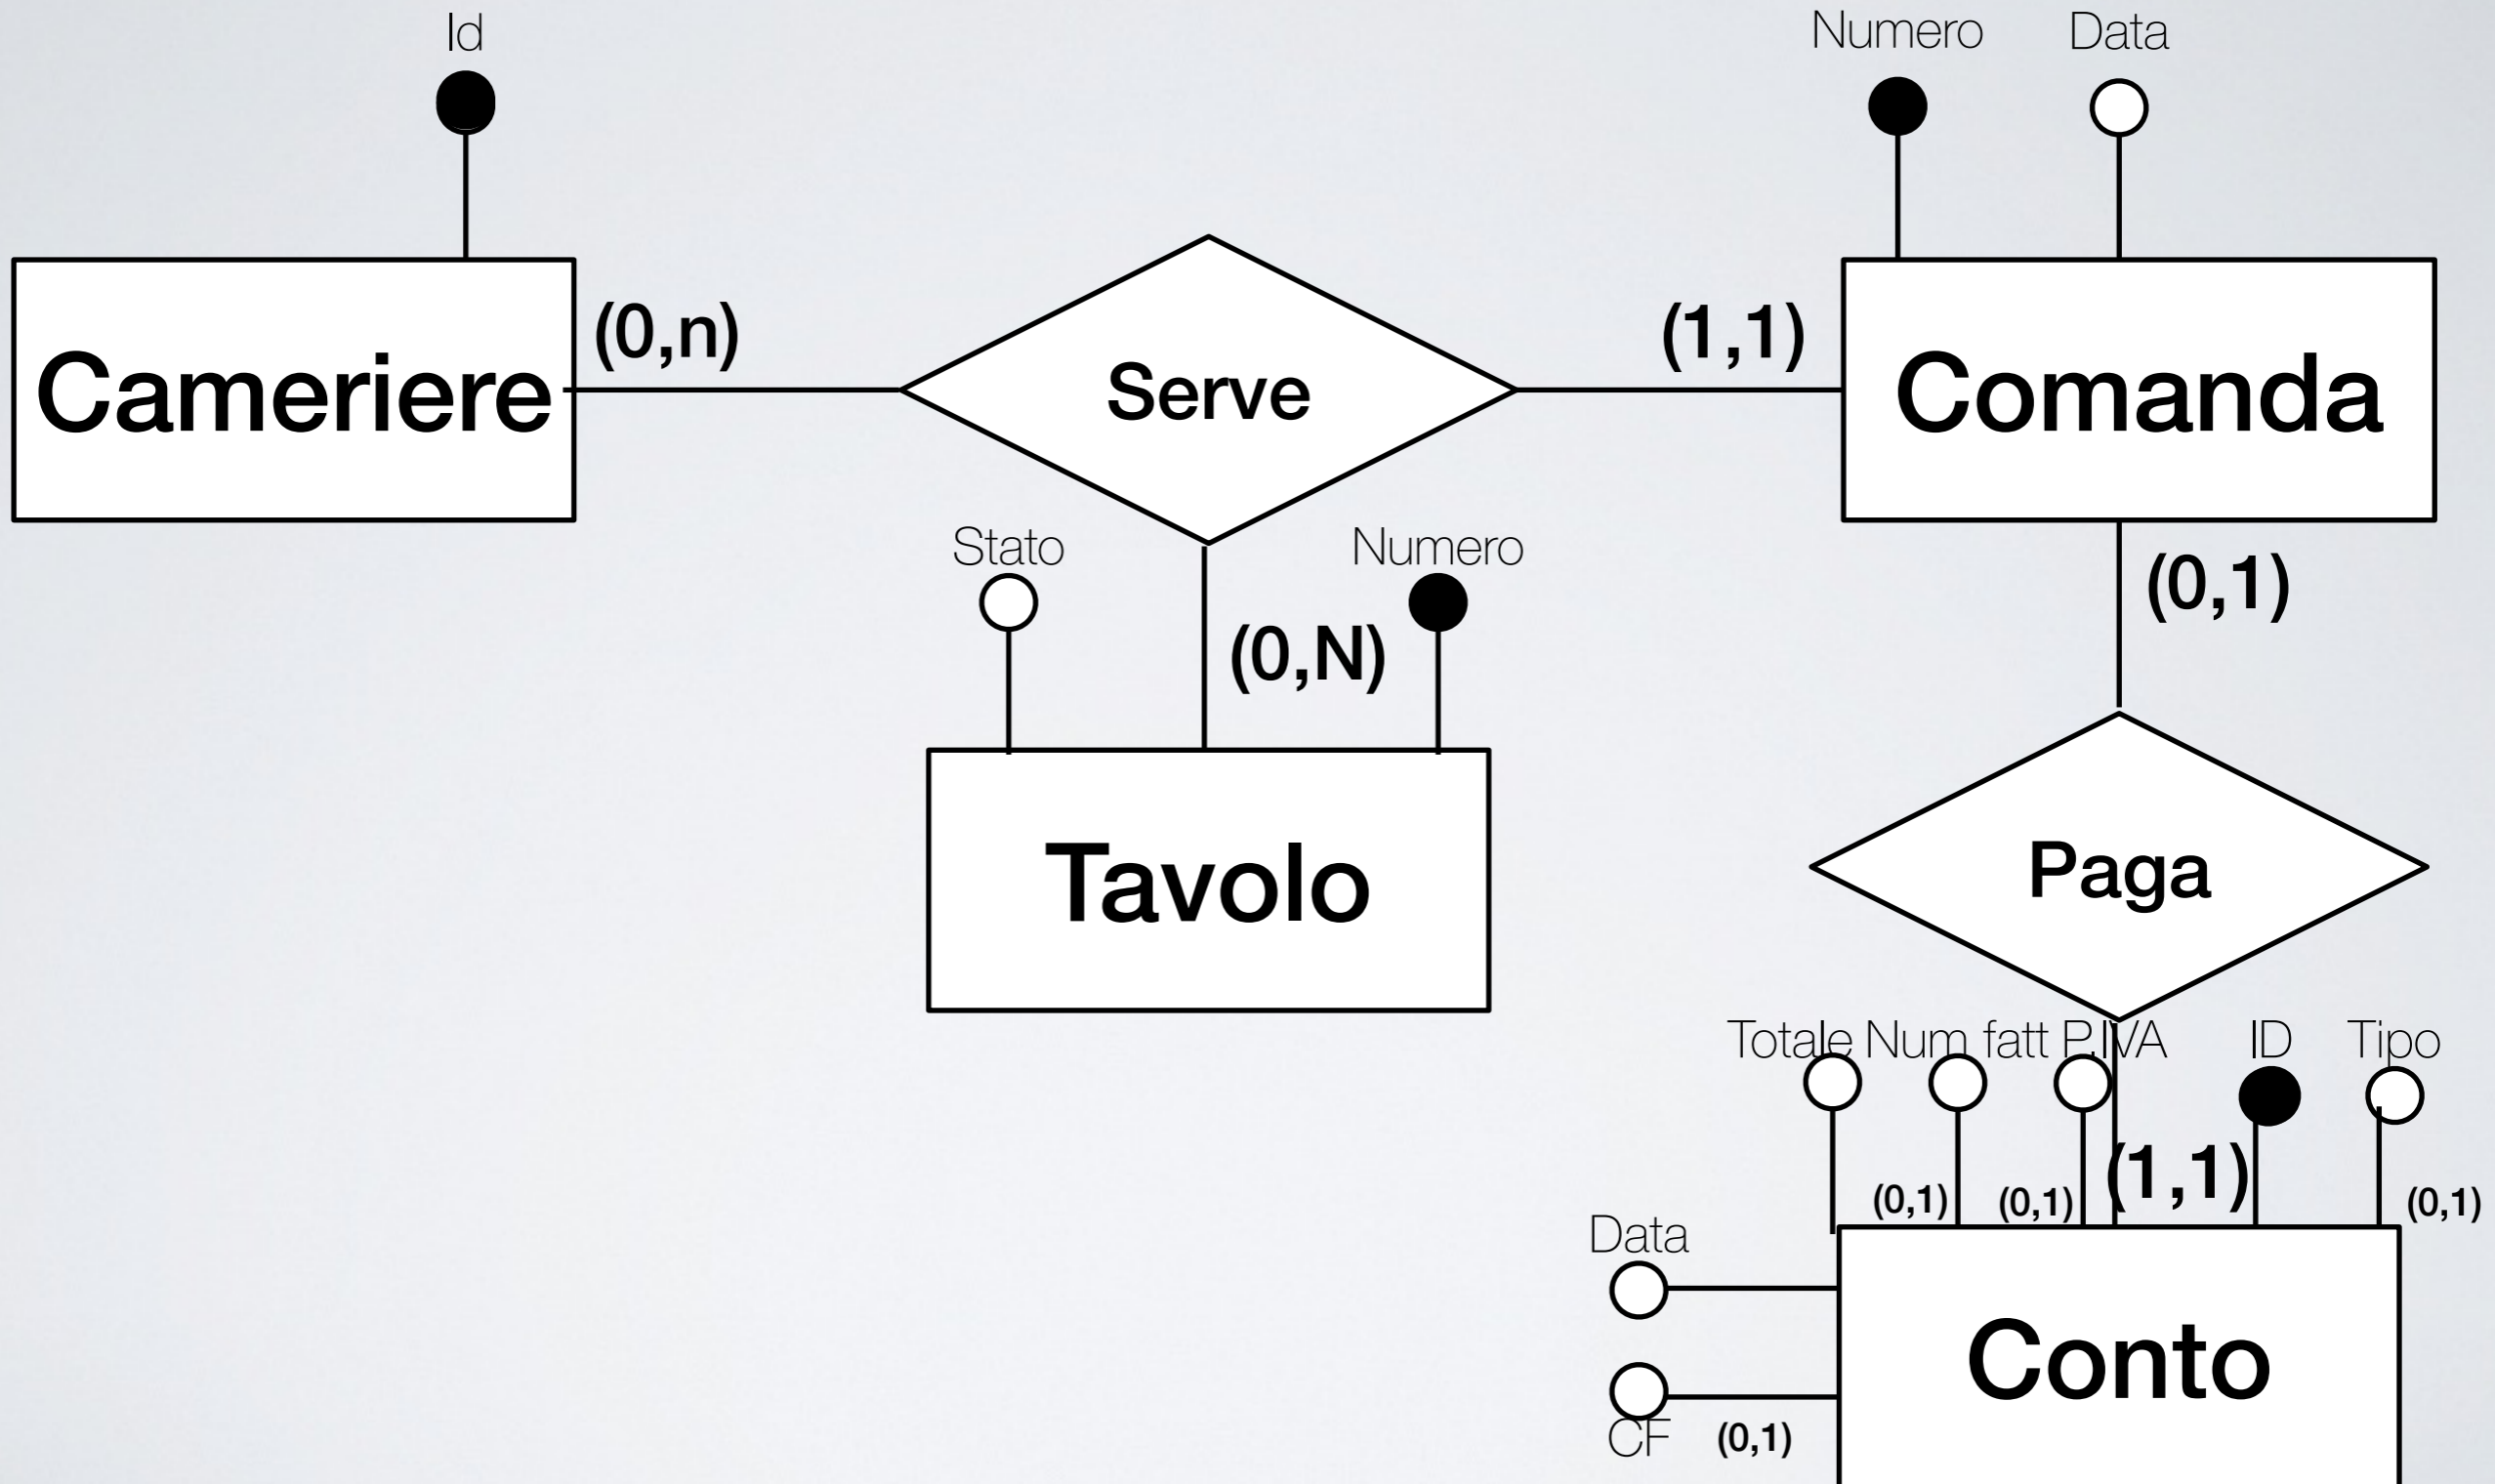 Id
Numero Data
(0,n)
(1,1)
Cameriere
Serve
Comanda
Stato
Numero
(0,1)
(0,N)
Tavolo
Paga
Totale Num fatt P.IVA ID Tipo
(1,1)
(0,1) (0,1) (0,1)
Data
Conto
CF (0,1)